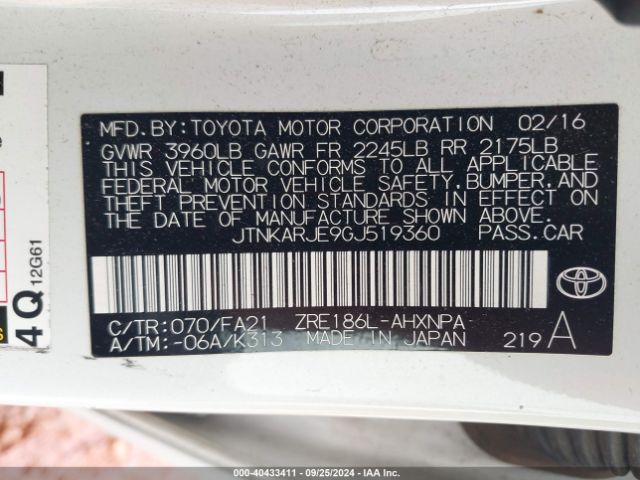 MFD.BY:TOYOTA MOTOR CORPORATION 02/16
GVWR 3960LB GAWR FR 2245LB RR 2175LB
THIS VEHICLE CONFORMS TO ALL APPLICABLE
FEDERAL MOTOR VEHICLE SAFETY,BUMPER,AND
THEFT PREVENTION STANDARDS IN EFFECT ON
THE DATE OF MANUFACTURE SHOWN ABOVE.
JTNKARJE9GJ519360 PASS.CAR
C/TR:070/FA21 ZRE186L-AHXNPA
A/TM:-06A/K313 MADE IN JAPAN 219A
4Q 12G61
000-40433411 - 09/25/2024 - IAA Inc.